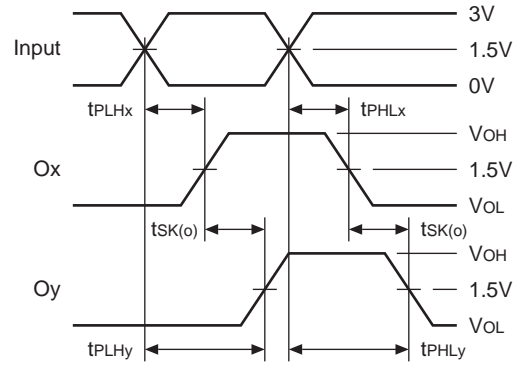 3V
Input 1.5V
0V
tPLHx tPHLx
VOH
Ox 1.5V
VOL
tSK(o) tSK(o)
VOH
Oy 1.5V
VOL
tPLHy tPHLy